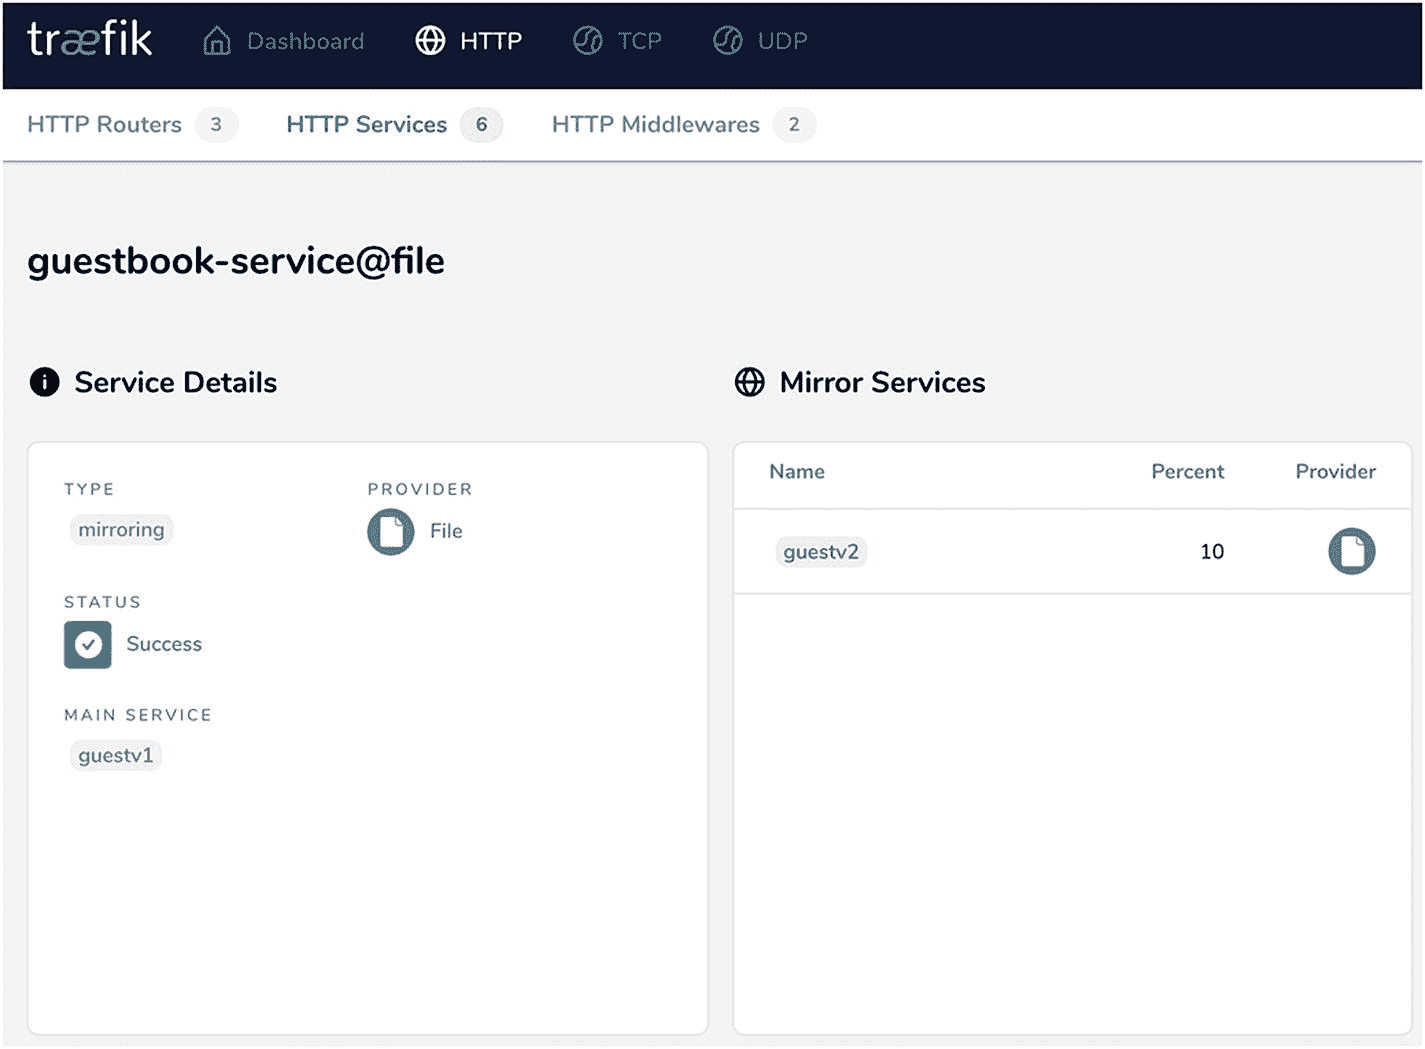 træfik Dashboard HTTP TCP UDP
HTTP Routers 3 HTTP Services 6 HTTP Middlewares 2
guestbook-service@file
Service Details
TYPE PROVIDER
mirroring File
STATUS
Success
MAIN SERVICE
guestv1
Mirror Services
Name Percent Provider
guestv2 10